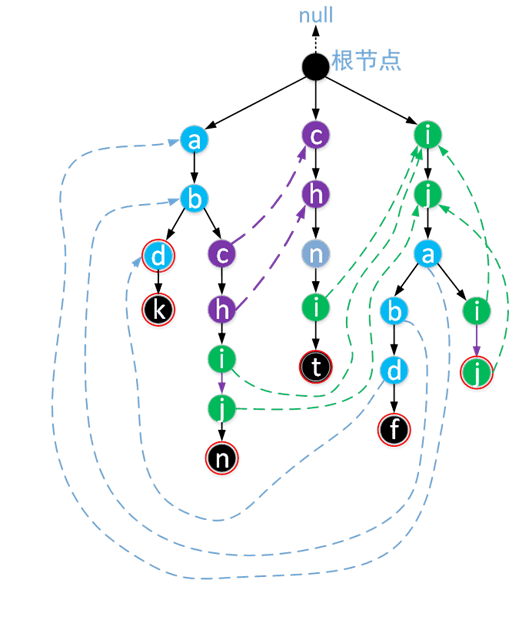 null
根节点
a c i
b h j
d c n a
k h i b i
i t d j
j f
n